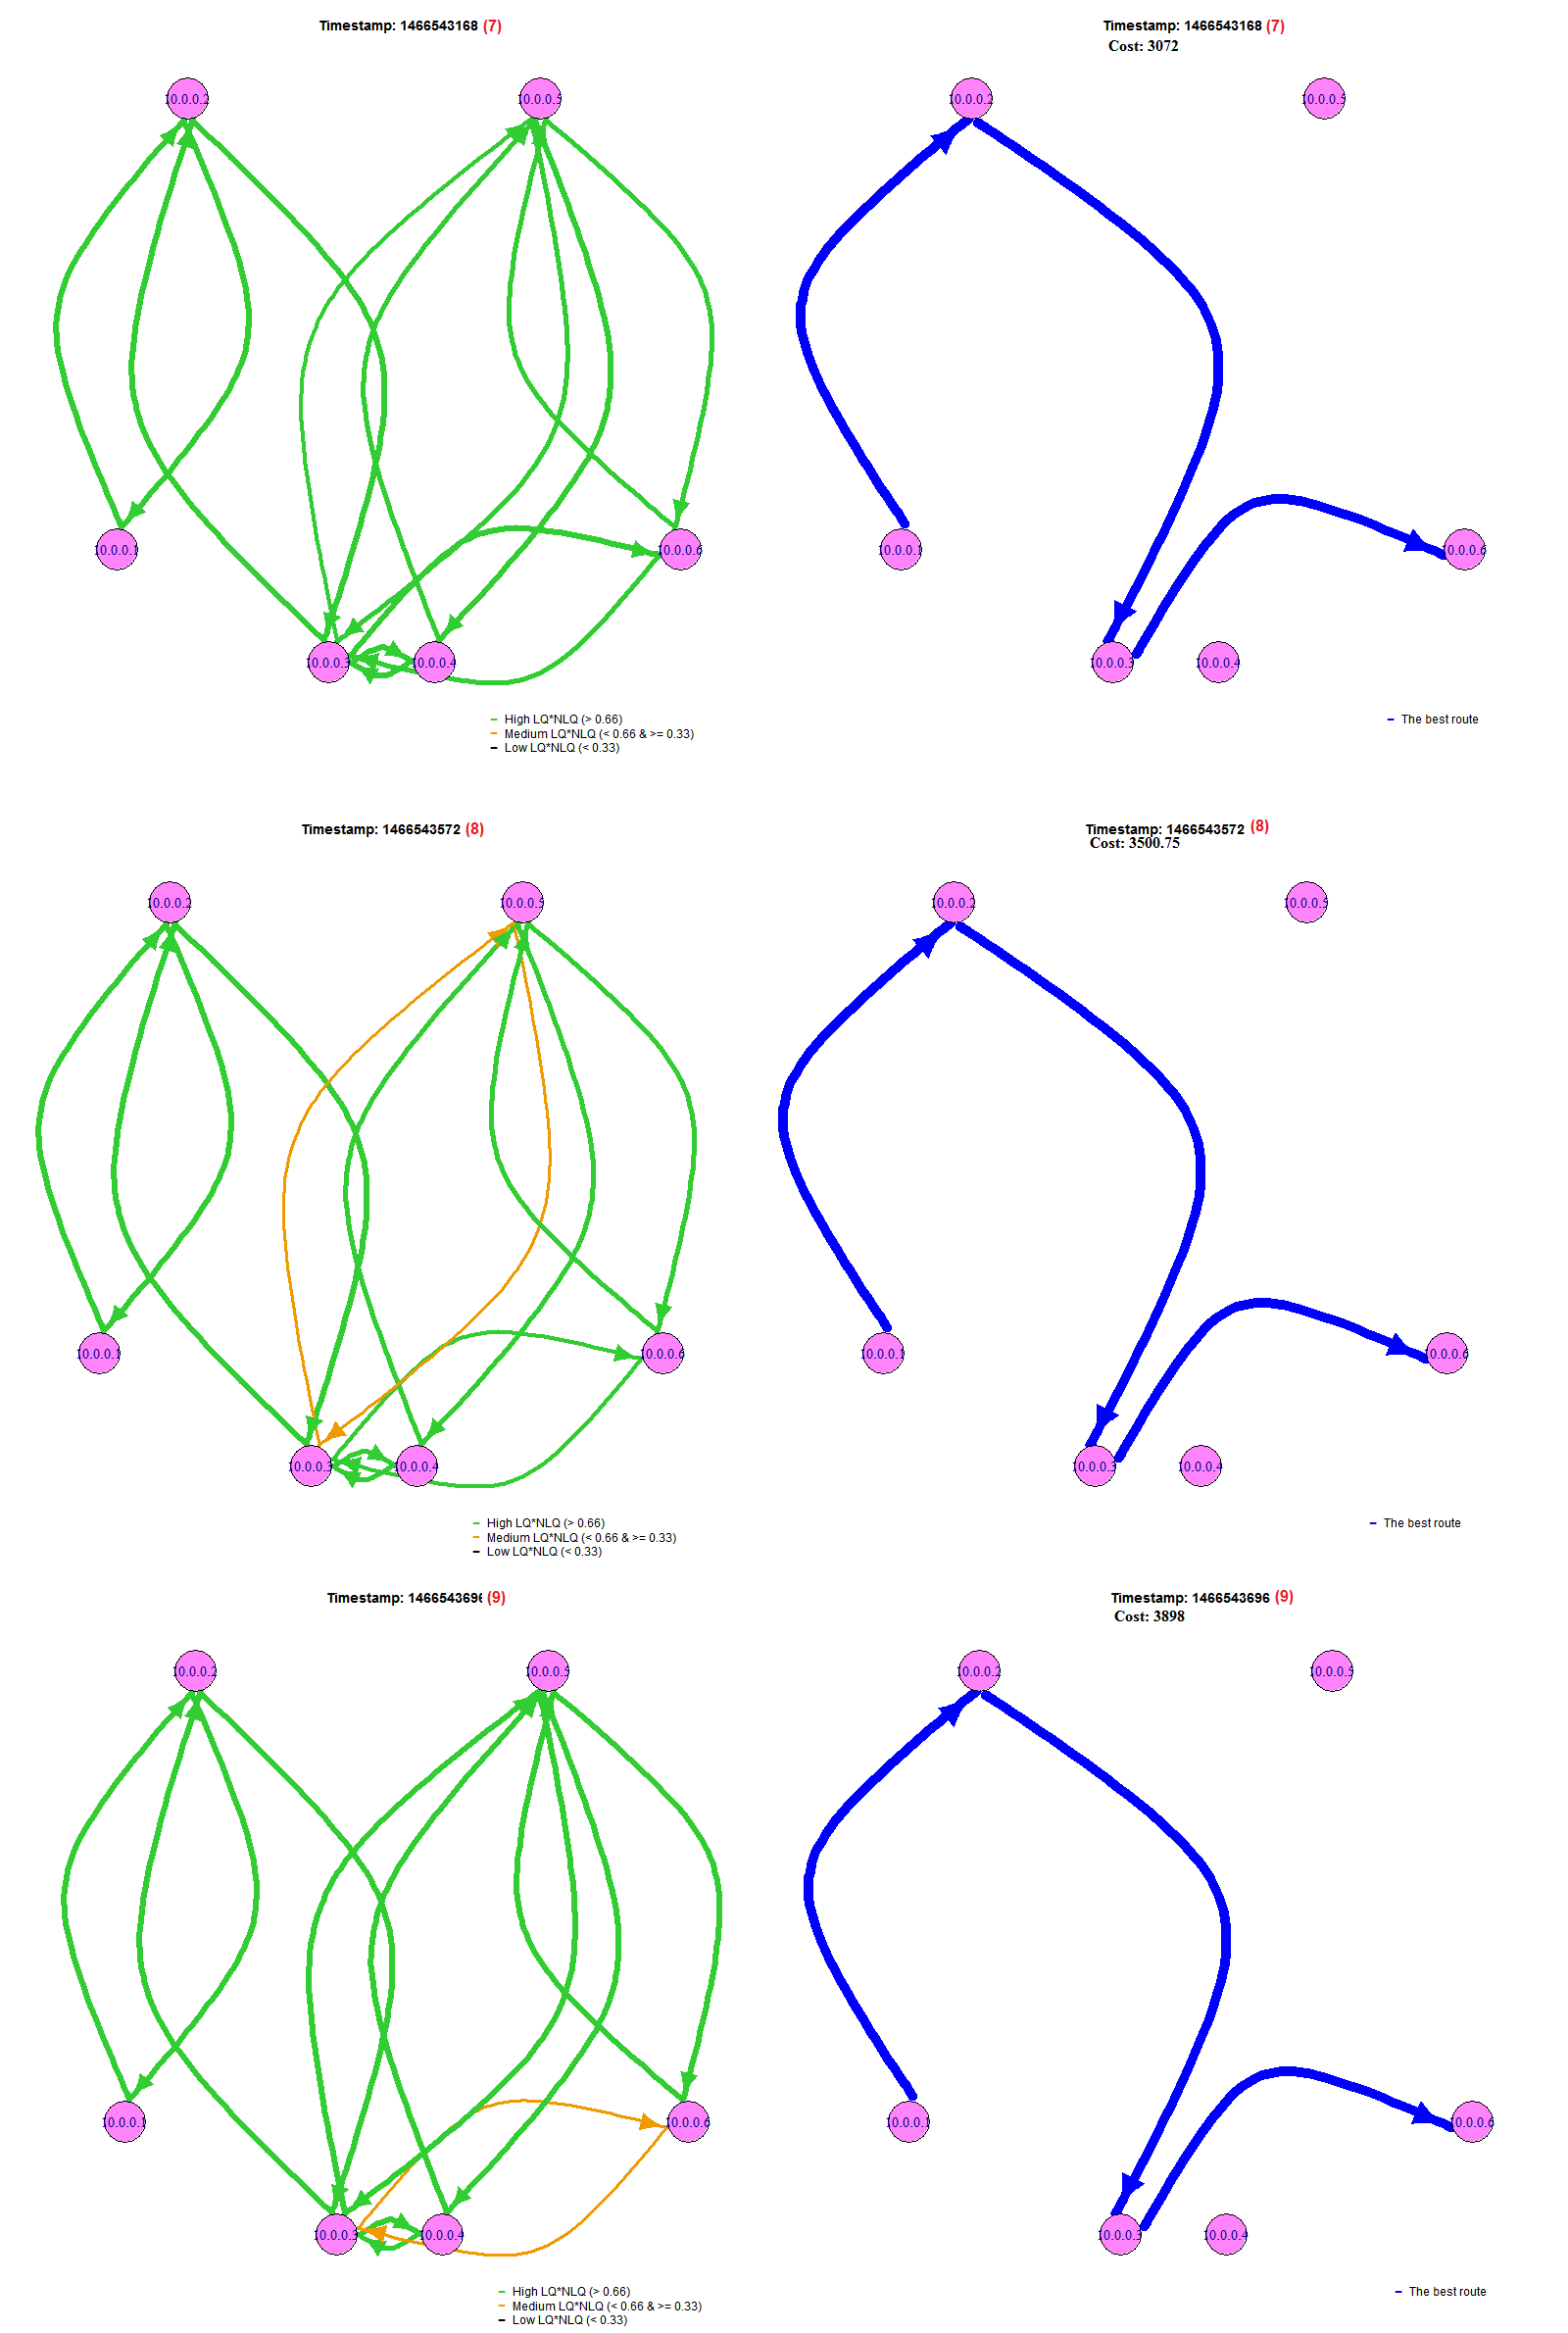 Timestamp: 1466543168 (7)
Timestamp: 1466543168 (7)
Cost: 3072
10.0.0.2
10.0.0.5
10.0.0.2
10.0.0.5
10.0.0.1
10.0.0.6
10.0.0.1
10.0.0.6
10.0.0.3
10.0.0.4
10.0.0.3
10.0.0.4
High LQ*NLQ (> 0.66)
Medium LQ*NLQ (< 0.66 & >= 0.33)
Low LQ*NLQ (< 0.33)
The best route
Timestamp: 1466543572 (8)
Timestamp: 1466543572 (8)
Cost: 3500.75
10.0.0.2
10.0.0.5
10.0.0.2
10.0.0.5
10.0.0.1
10.0.0.6
10.0.0.1
10.0.0.6
10.0.0.3
10.0.0.4
10.0.0.3
10.0.0.4
High LQ*NLQ (> 0.66)
Medium LQ*NLQ (< 0.66 & >= 0.33)
Low LQ*NLQ (< 0.33)
The best route
Timestamp: 1466543696 (9)
Timestamp: 1466543696 (9)
Cost: 3898
10.0.0.2
10.0.0.5
10.0.0.2
10.0.0.5
10.0.0.1
10.0.0.6
10.0.0.1
10.0.0.6
10.0.0.3
10.0.0.4
10.0.0.3
10.0.0.4
High LQ*NLQ (> 0.66)
Medium LQ*NLQ (< 0.66 & >= 0.33)
Low LQ*NLQ (< 0.33)
The best route